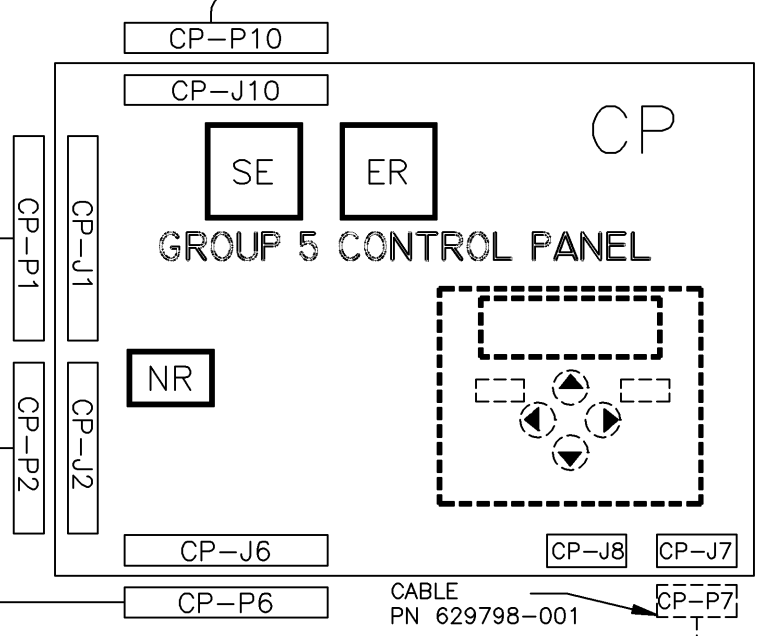 CP-P10
CP-J10
CP
SE
ER
CP-P1
CP-J1
GROUP 5 CONTROL PANEL
NR
CP-P2
CP-J2
CP-J6
CP-J8
CP-J7
CP-P6
CABLE
PN 629798-001
CP-P7